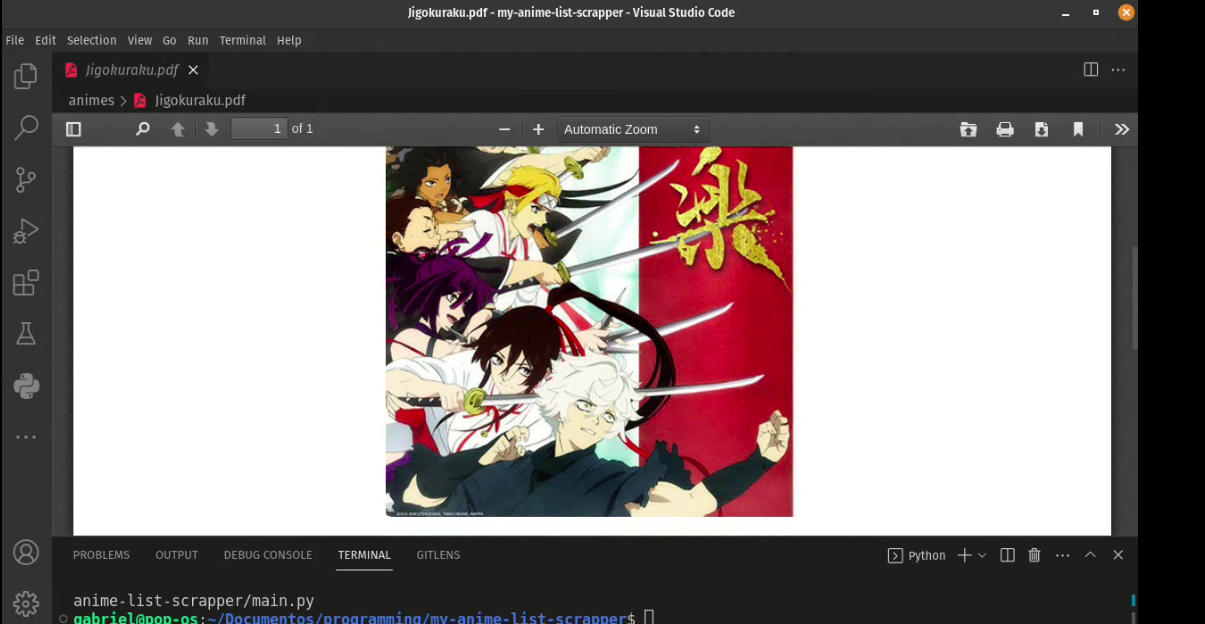 Jigokuraku.pdf - my-anime-list-scrapper - Visual Studio Code
File Edit Selection View Go Run Terminal Help
Jigokuraku.pdf
animes > Jigokuraku.pdf
1 of 1
Automatic Zoom
楽
PROBLEMS OUTPUT DEBUG CONSOLE TERMINAL GITLENS
Python
anime-list-scrapper/main.py
gabriel@pop-os:~/Documentos/programming/my-anime-list-scrapper$